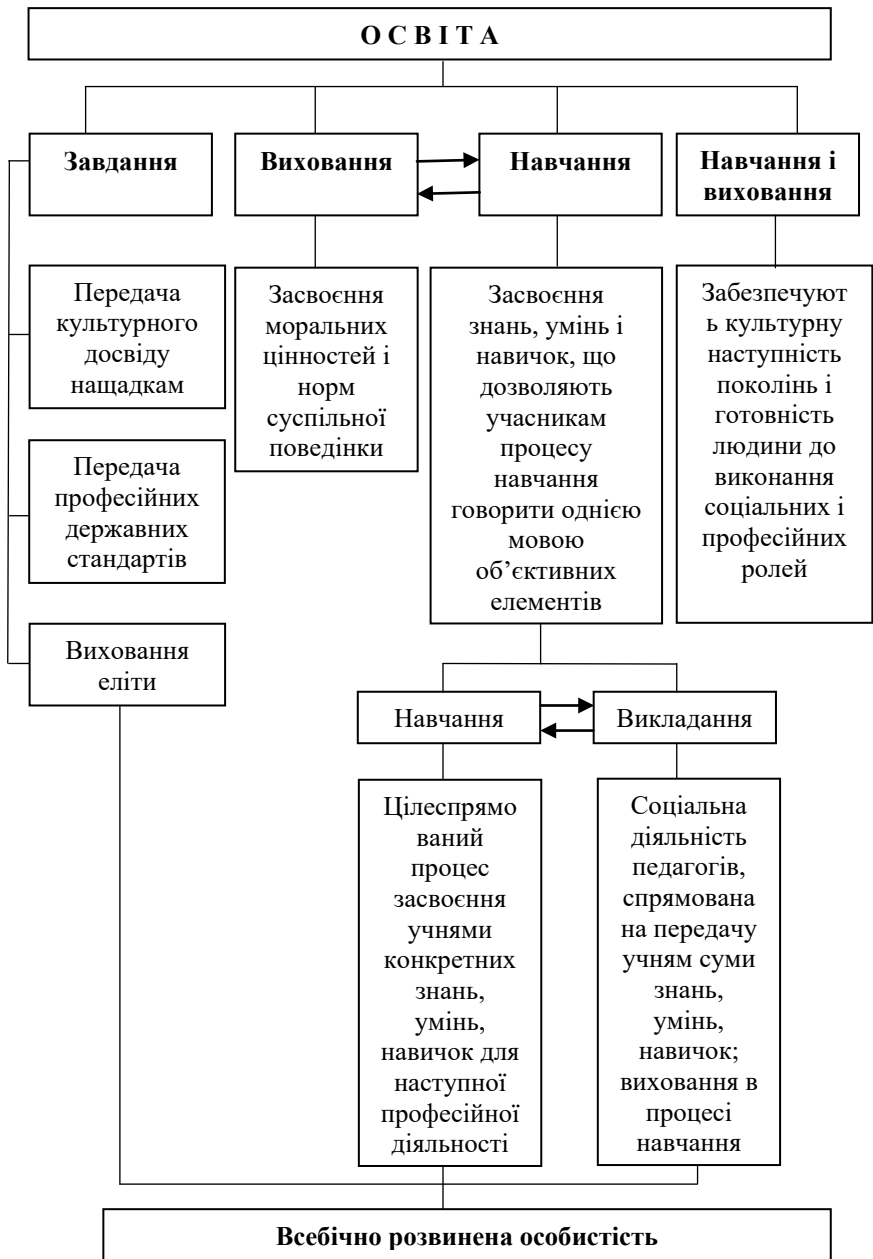 О С В І Т А
Завдання
Виховання
Навчання
Навчання і
виховання
Передача
культурного
досвіду
нащадкам
Засвоєння
моральних
цінностей і
норм
суспільної
поведінки
Засвоєння
знань, умінь і
навичок, що
дозволяють
учасникам
процесу
навчання
говорити однією
мовою
об’єктивних
елементів
Забезпечуют
ь культурну
наступність
поколінь і
готовність
людини до
виконання
соціальних і
професійних
ролей
Передача
професійних
державних
стандартів
Виховання
еліти
Навчання
Викладання
Цілеспрямо
ваний
процес
засвоєння
учнями
конкретних
знань,
умінь,
навичок для
наступної
професійної
діяльності
Соціальна
діяльність
педагогів,
спрямована
на передачу
учням суми
знань,
умінь,
навичок;
виховання в
процесі
навчання
Всебічно розвинена особистість